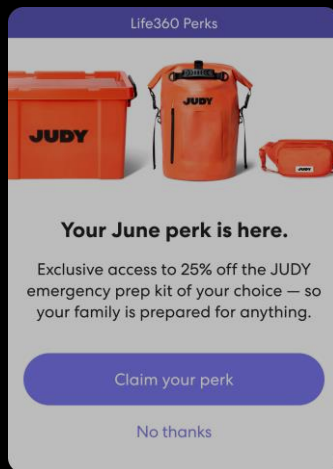 Life360 Perks
JUDY
JUDY
JUDY
Your June perk is here.
Exclusive access to 25% off the JUDY
emergency prep kit of your choice — so
your family is prepared for anything.
Claim your perk
No thanks